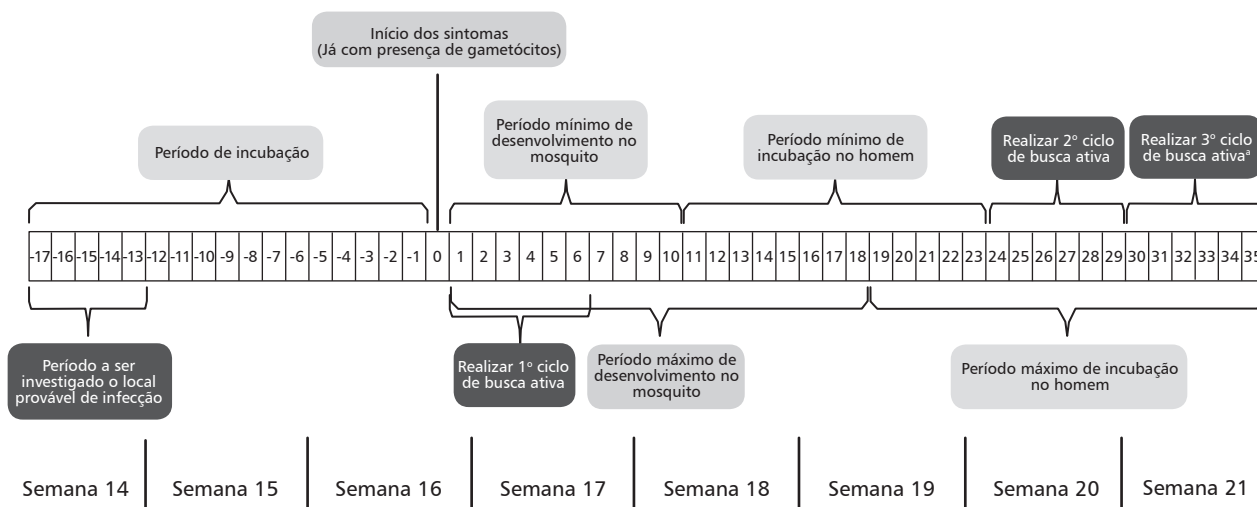 Início dos sintomas
(Já com presença de gametócitos)
Período de incubação
Período mínimo de
desenvolvimento no
mosquito
Período mínimo de
incubação no homem
Realizar 2º ciclo
de busca ativa
Realizar 3º ciclo
de busca ativaª
-17 -16 -15 -14 -13 -12 -11 -10 -9 -8 -7 -6 -5 -4 -3 -2 -1 0 1 2 3 4 5 6 7 8 9 10 11 12 13 14 15 16 17 18 19 20 21 22 23 24 25 26 27 28 29 30 31 32 33 34 35
Período a ser
investigado o local
provável de infecção
Realizar 1º ciclo
de busca ativa
Período máximo de
desenvolvimento no
mosquito
Período máximo de incubação
no homem
Semana 14 Semana 15 Semana 16 Semana 17 Semana 18 Semana 19 Semana 20 Semana 21